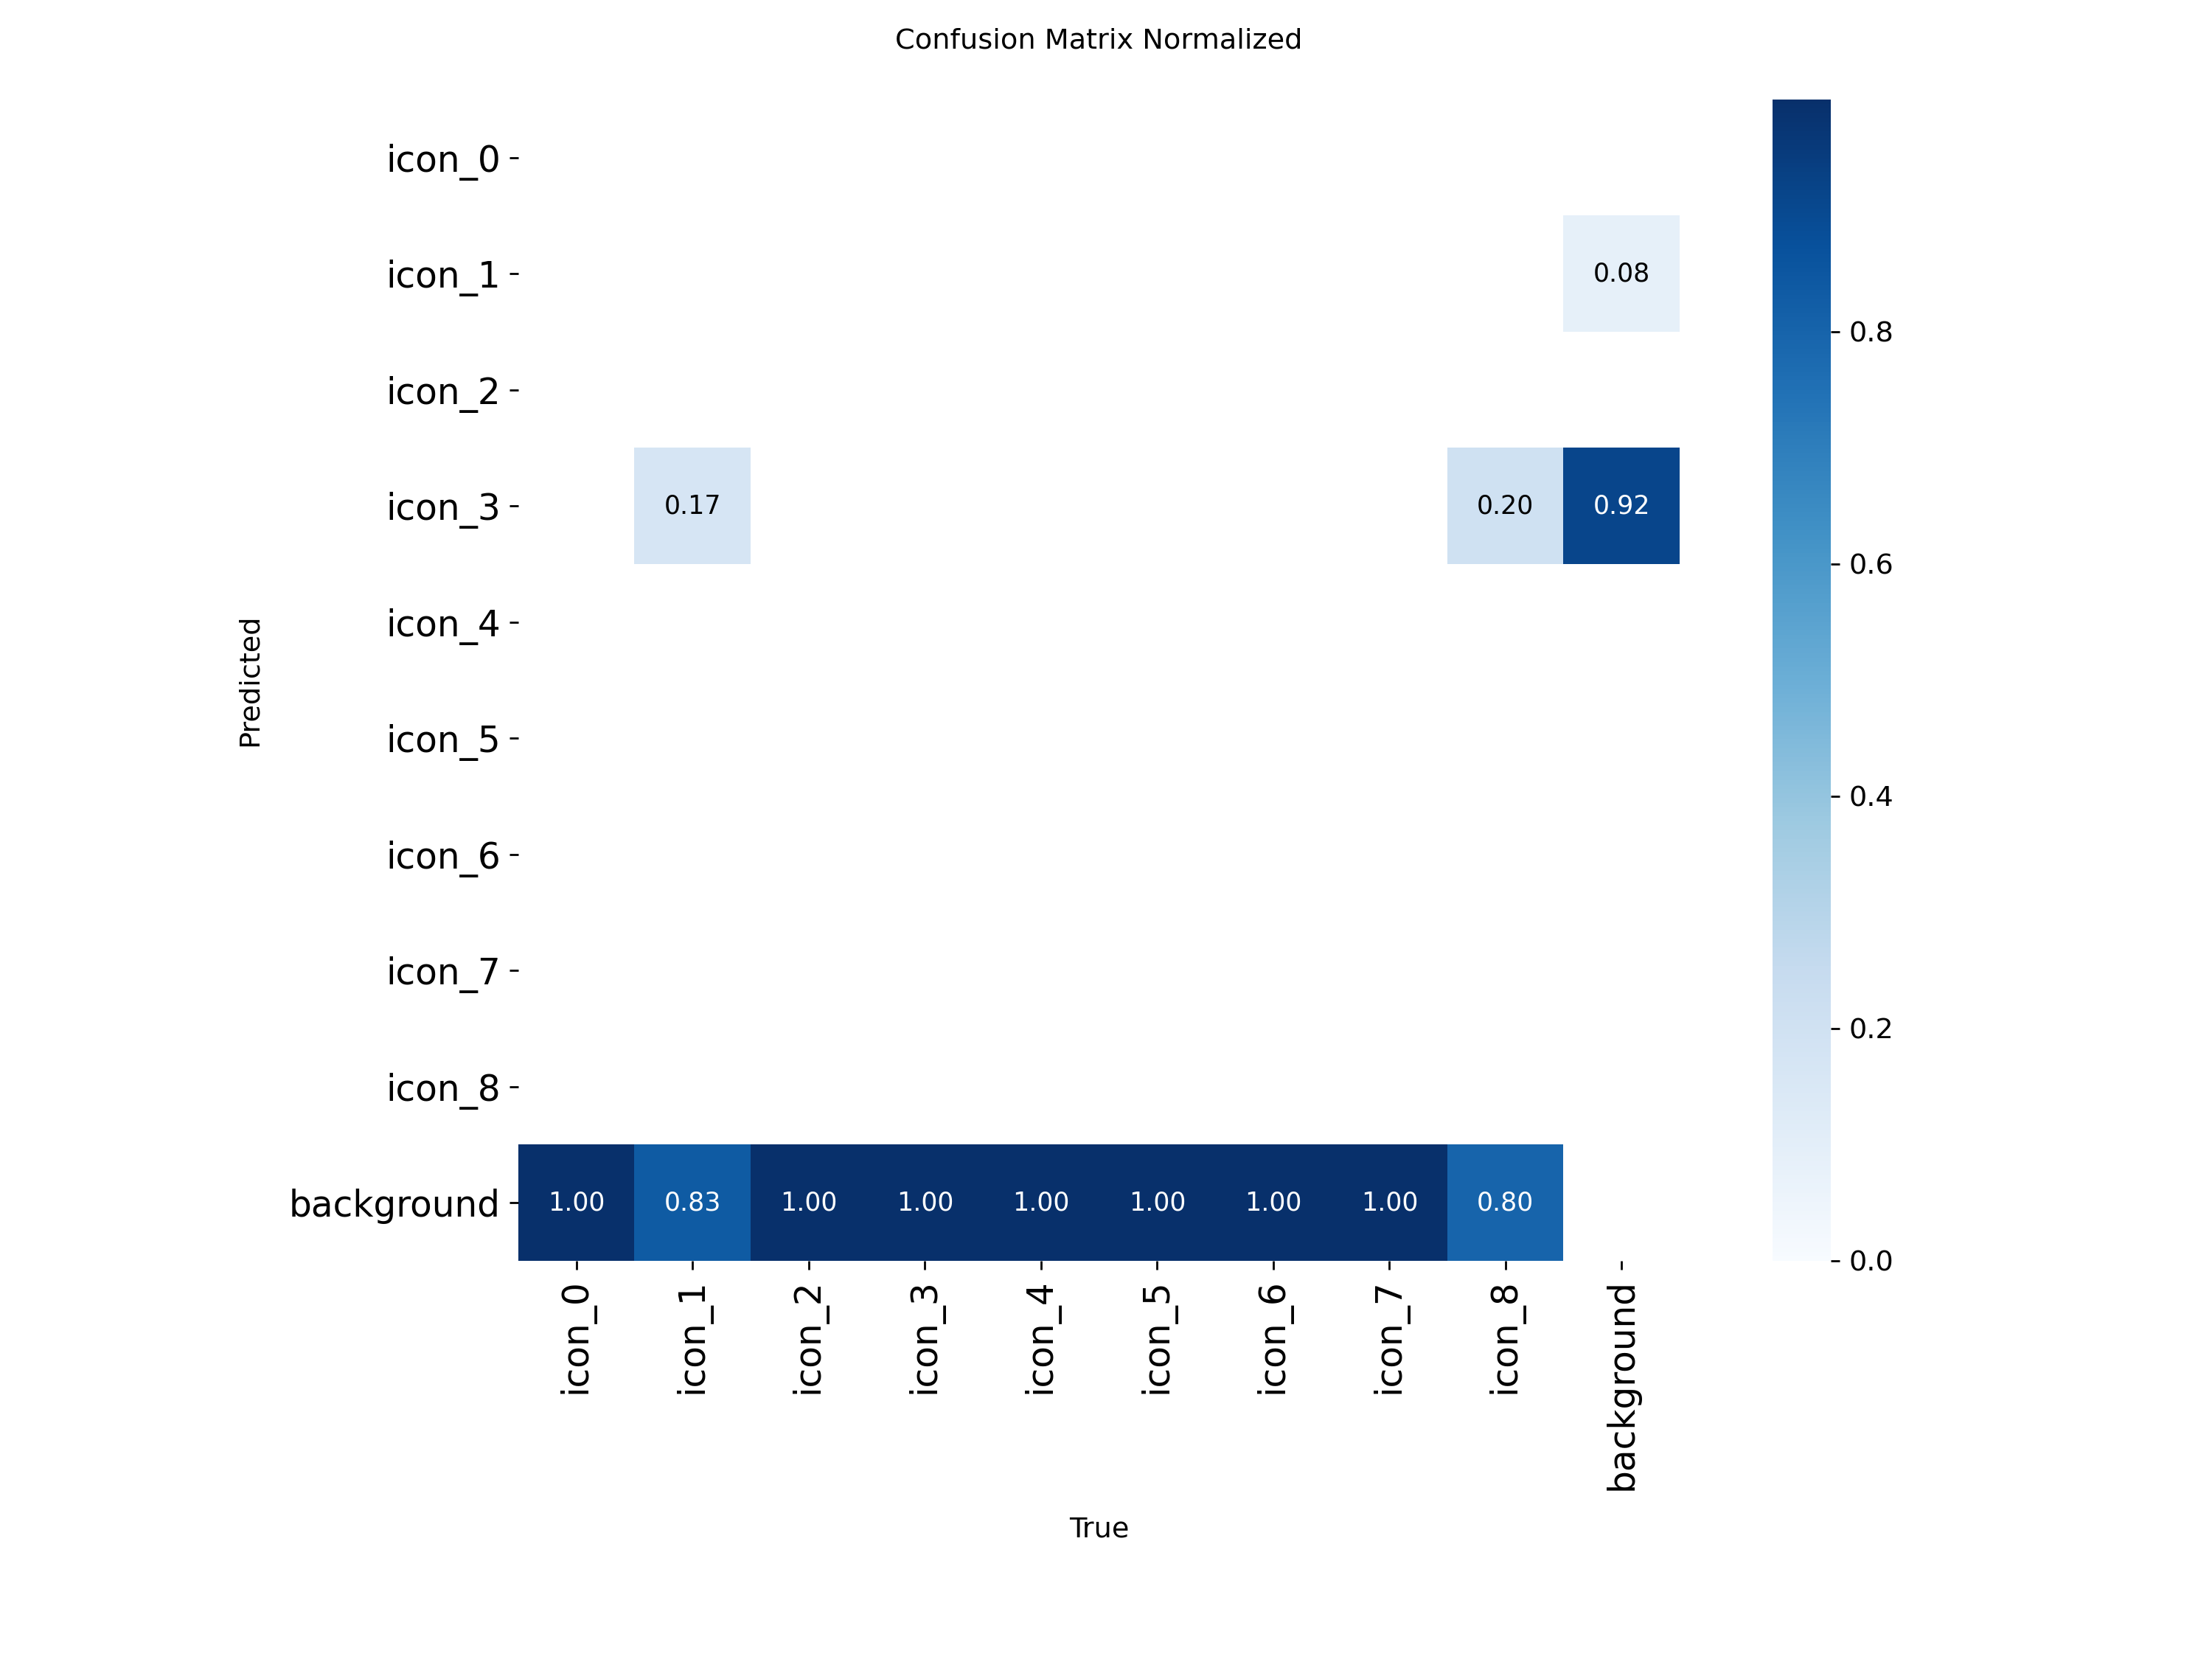 Confusion Matrix Normalized
icon_0
icon_1
0.08
0.8
icon_2
icon_3
0.17
0.20
0.92
0.6
icon_4
Predicted
icon_5
0.4
icon_6
icon_7
0.2
icon_8
background
1.00
0.83
1.00
1.00
1.00
1.00
1.00
1.00
0.80
0.0
icon_0
icon_1
icon_2
icon_3
icon_4
icon_5
icon_6
icon_7
icon_8
background
True